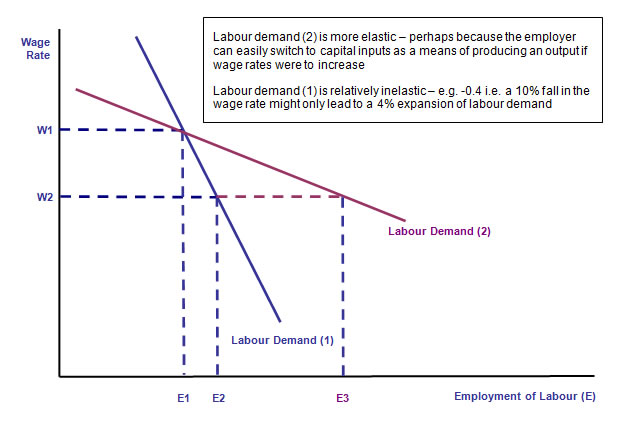 Wage
Rate
Labour demand (2) is more elastic – perhaps because the employer
can easily switch to capital inputs as a means of producing an output if
wage rates were to increase
Labour demand (1) is relatively inelastic – e.g. -0.4 i.e. a 10% fall in the
wage rate might only lead to a 4% expansion of labour demand
W1
W2
Labour Demand (2)
Labour Demand (1)
E1 E2 E3 Employment of Labour (E)